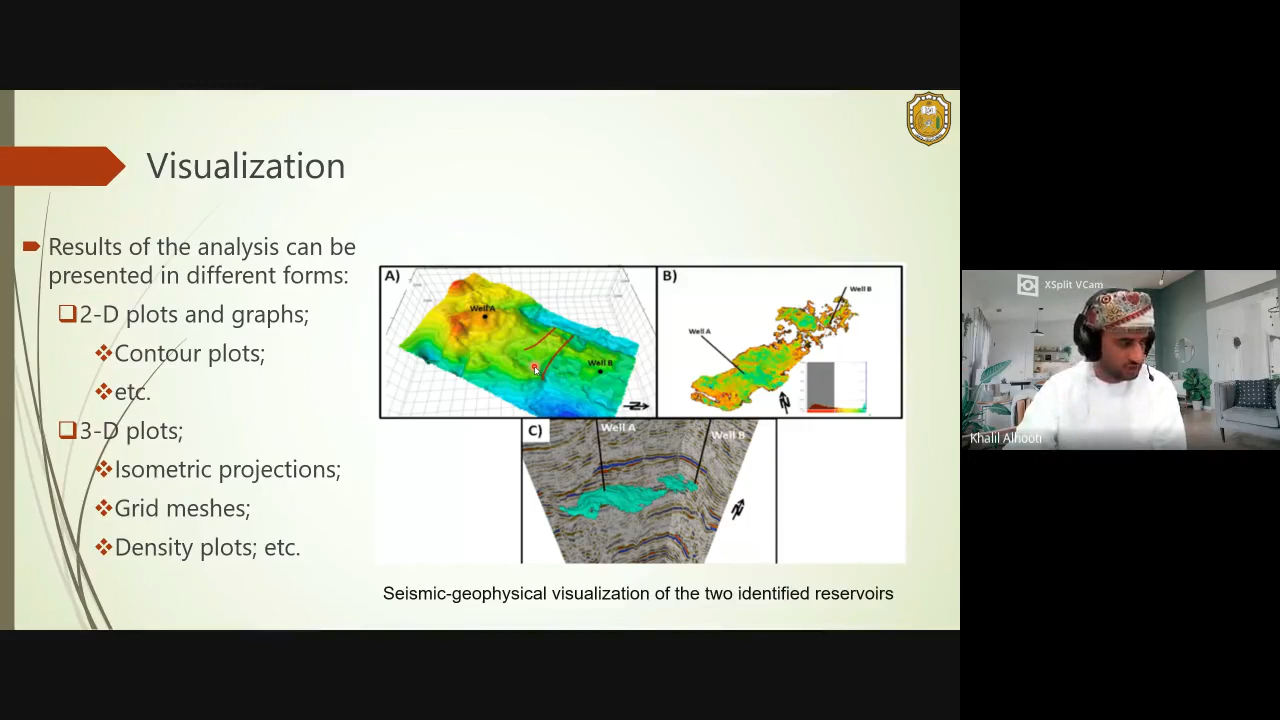 Visualization
Results of the analysis can be
presented in different forms:
2-D plots and graphs;
Contour plots;
etc.
3-D plots;
Isometric projections;
Grid meshes;
Density plots; etc.
A)
Well A
Well B
N
B)
Well B
Well A
N
C)
Well A
Well B
N
Seismic-geophysical visualization of the two identified reservoirs
XSplit VCam
Khalil Alhooti